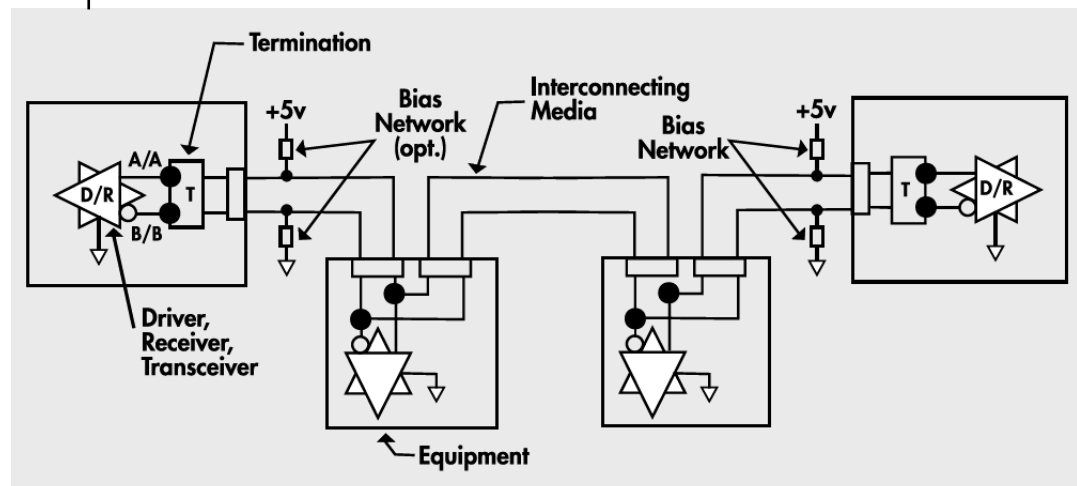 Termination
+5v
Bias
Network
(opt.)
Interconnecting
Media
Bias
Network
+5v
A/A
D/R
T
B/B
T
D/R
Driver,
Receiver,
Transceiver
Equipment